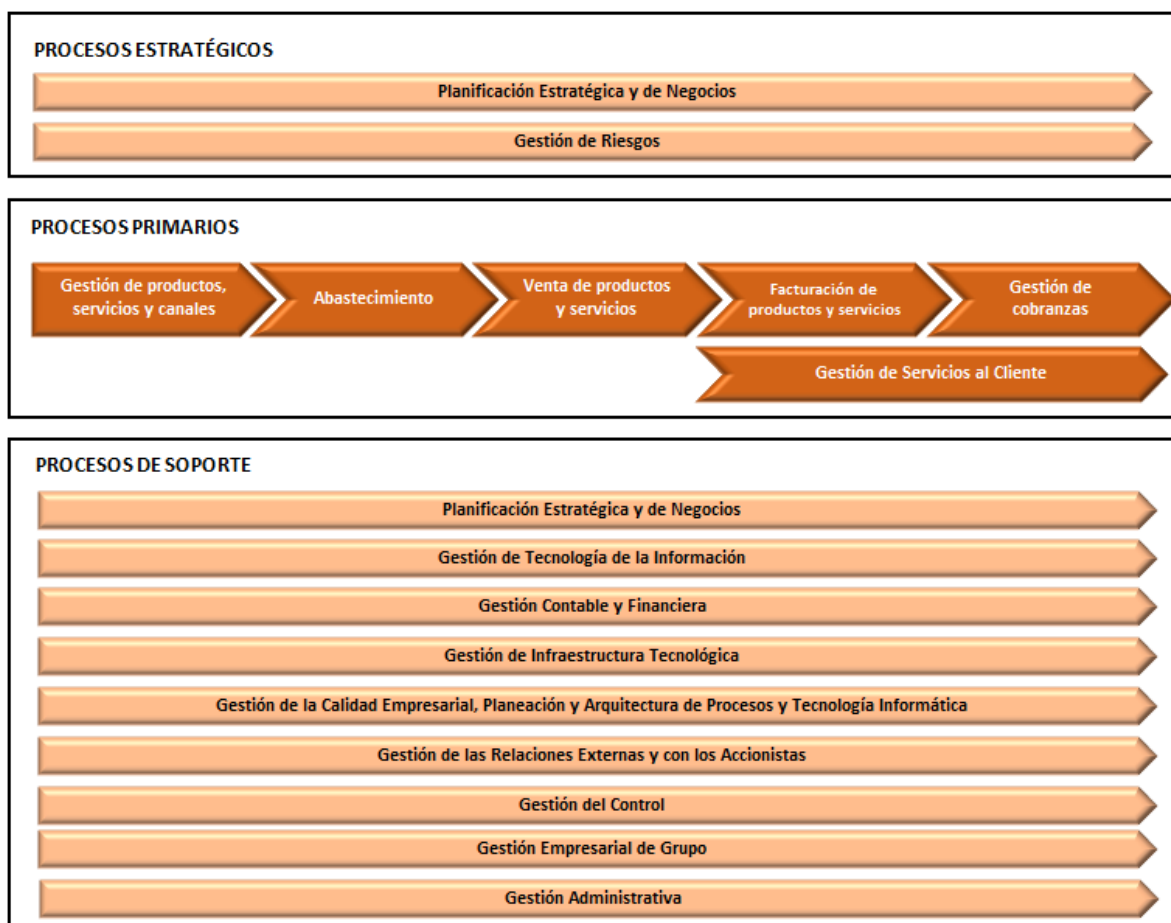 PROCESOS ESTRATÉGICOS
Planificación Estratégica y de Negocios
Gestión de Riesgos
PROCESOS PRIMARIOS
Gestión de productos,
servicios y canales
Abastecimiento
Venta de productos
y servicios
Facturación de
productos y servicios
Gestión de
cobranzas
Gestión de Servicios al Cliente
PROCESOS DE SOPORTE
Planificación Estratégica y de Negocios
Gestión de Tecnología de la Información
Gestión Contable y Financiera
Gestión de Infraestructura Tecnológica
Gestión de la Calidad Empresarial, Planeación y Arquitectura de Procesos y Tecnología Informática
Gestión de las Relaciones Externas y con los Accionistas
Gestión del Control
Gestión Empresarial de Grupo
Gestión Administrativa